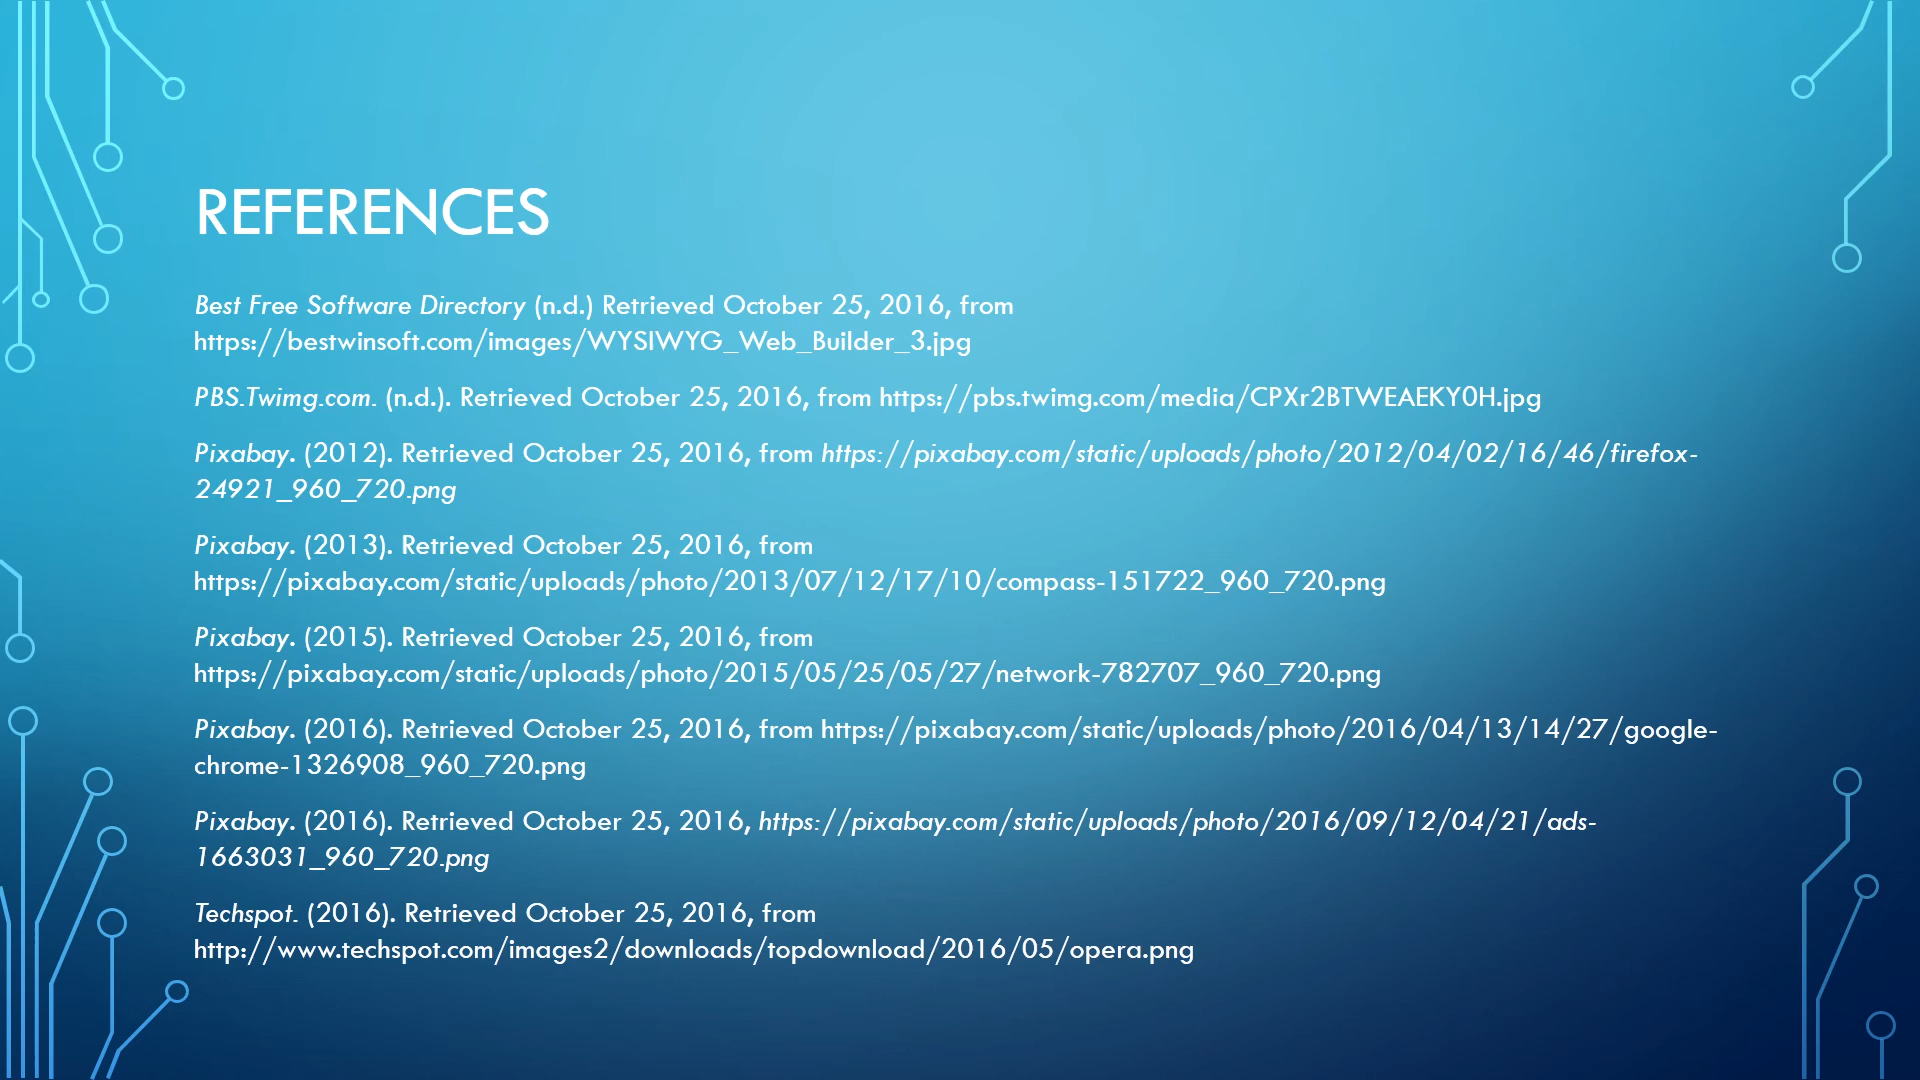 REFERENCES
Best Free Software Directory (n.d.) Retrieved October 25, 2016, from
https://bestwinsoft.com/images/WYSIWYG_Web_Builder_3.jpg
PBS.Twimg.com. (n.d.). Retrieved October 25, 2016, from https://pbs.twimg.com/media/CPXr2BTWEAEKY0H.jpg
Pixabay. (2012). Retrieved October 25, 2016, from https://pixabay.com/static/uploads/photo/2012/04/02/16/46/firefox-
24921_960_720.png
Pixabay. (2013). Retrieved October 25, 2016, from
https://pixabay.com/static/uploads/photo/2013/07/12/17/10/compass-151722_960_720.png
Pixabay. (2015). Retrieved October 25, 2016, from
https://pixabay.com/static/uploads/photo/2015/05/25/05/27/network-782707_960_720.png
Pixabay. (2016). Retrieved October 25, 2016, from https://pixabay.com/static/uploads/photo/2016/04/13/14/27/google-
chrome-1326908_960_720.png
Pixabay. (2016). Retrieved October 25, 2016, https://pixabay.com/static/uploads/photo/2016/09/12/04/21/ads-
1663031_960_720.png
Techspot. (2016). Retrieved October 25, 2016, from
http://www.techspot.com/images2/downloads/topdownload/2016/05/opera.png